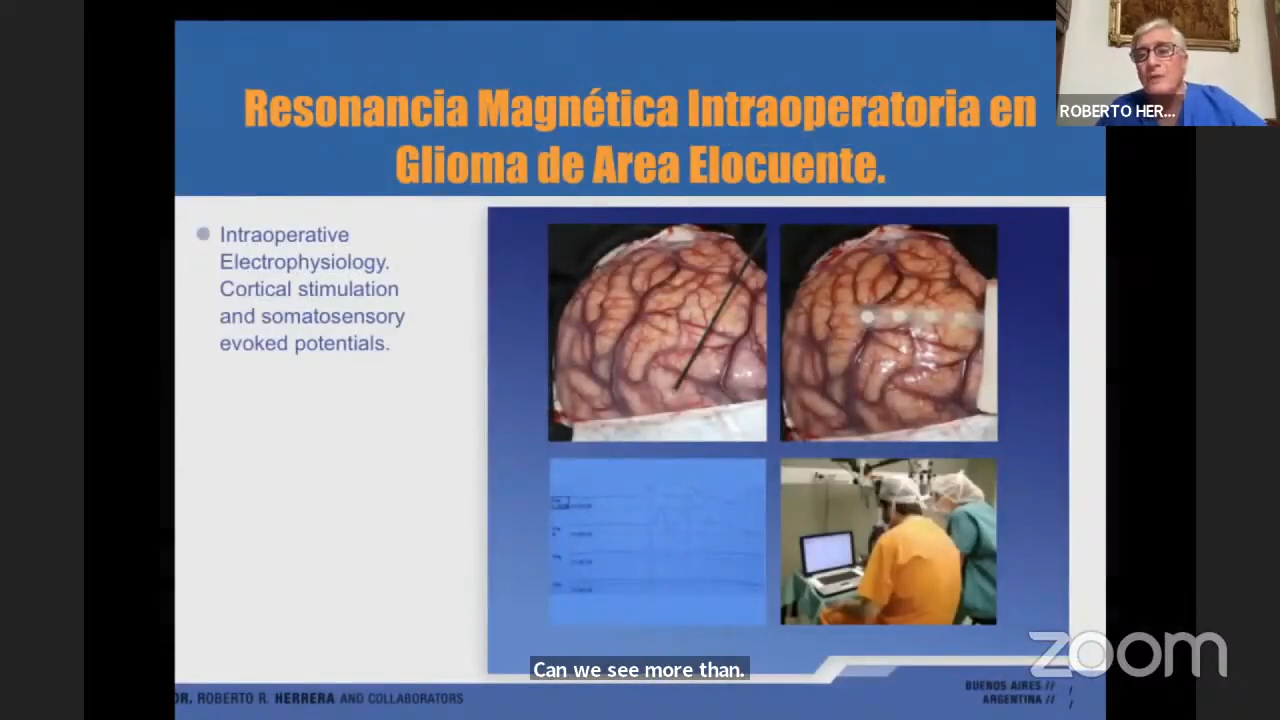 Resonancia Magnética Intraoperatoria en
Glioma de Area Elocuente.
ROBERTO HER...
Intraoperative
Electrophysiology.
Cortical stimulation
and somatosensory
evoked potentials.
Can we see more than.
zoom
DR. ROBERTO R. HERRERA AND COLLABORATORS
BUENOS AIRES //
ARGENTINA //